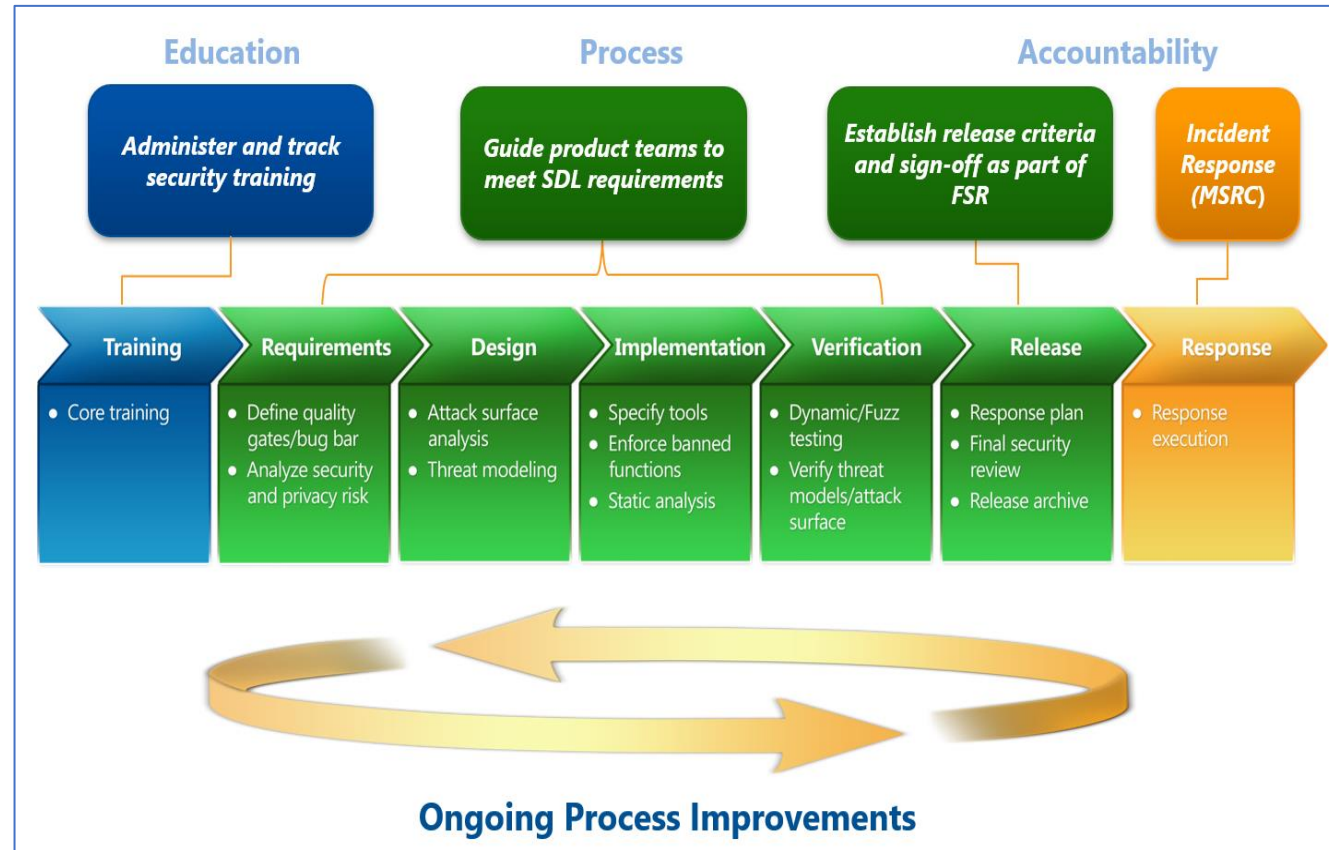 Education
Process
Accountability
Administer and track
security training
Guide product teams to
meet SDL requirements
Establish release criteria
and sign-off as part of
FSR
Incident
Response
(MSRC)
Training
Requirements
Design
Implementation
Verification
Release
Response
• Core training
• Define quality
gates/bug bar
• Analyze security
and privacy risk
• Attack surface
analysis
• Threat modeling
• Specify tools
• Enforce banned
functions
• Static analysis
• Dynamic/Fuzz
testing
• Verify threat
models/attack
surface
• Response plan
• Final security
review
• Release archive
• Response
execution
Ongoing Process Improvements